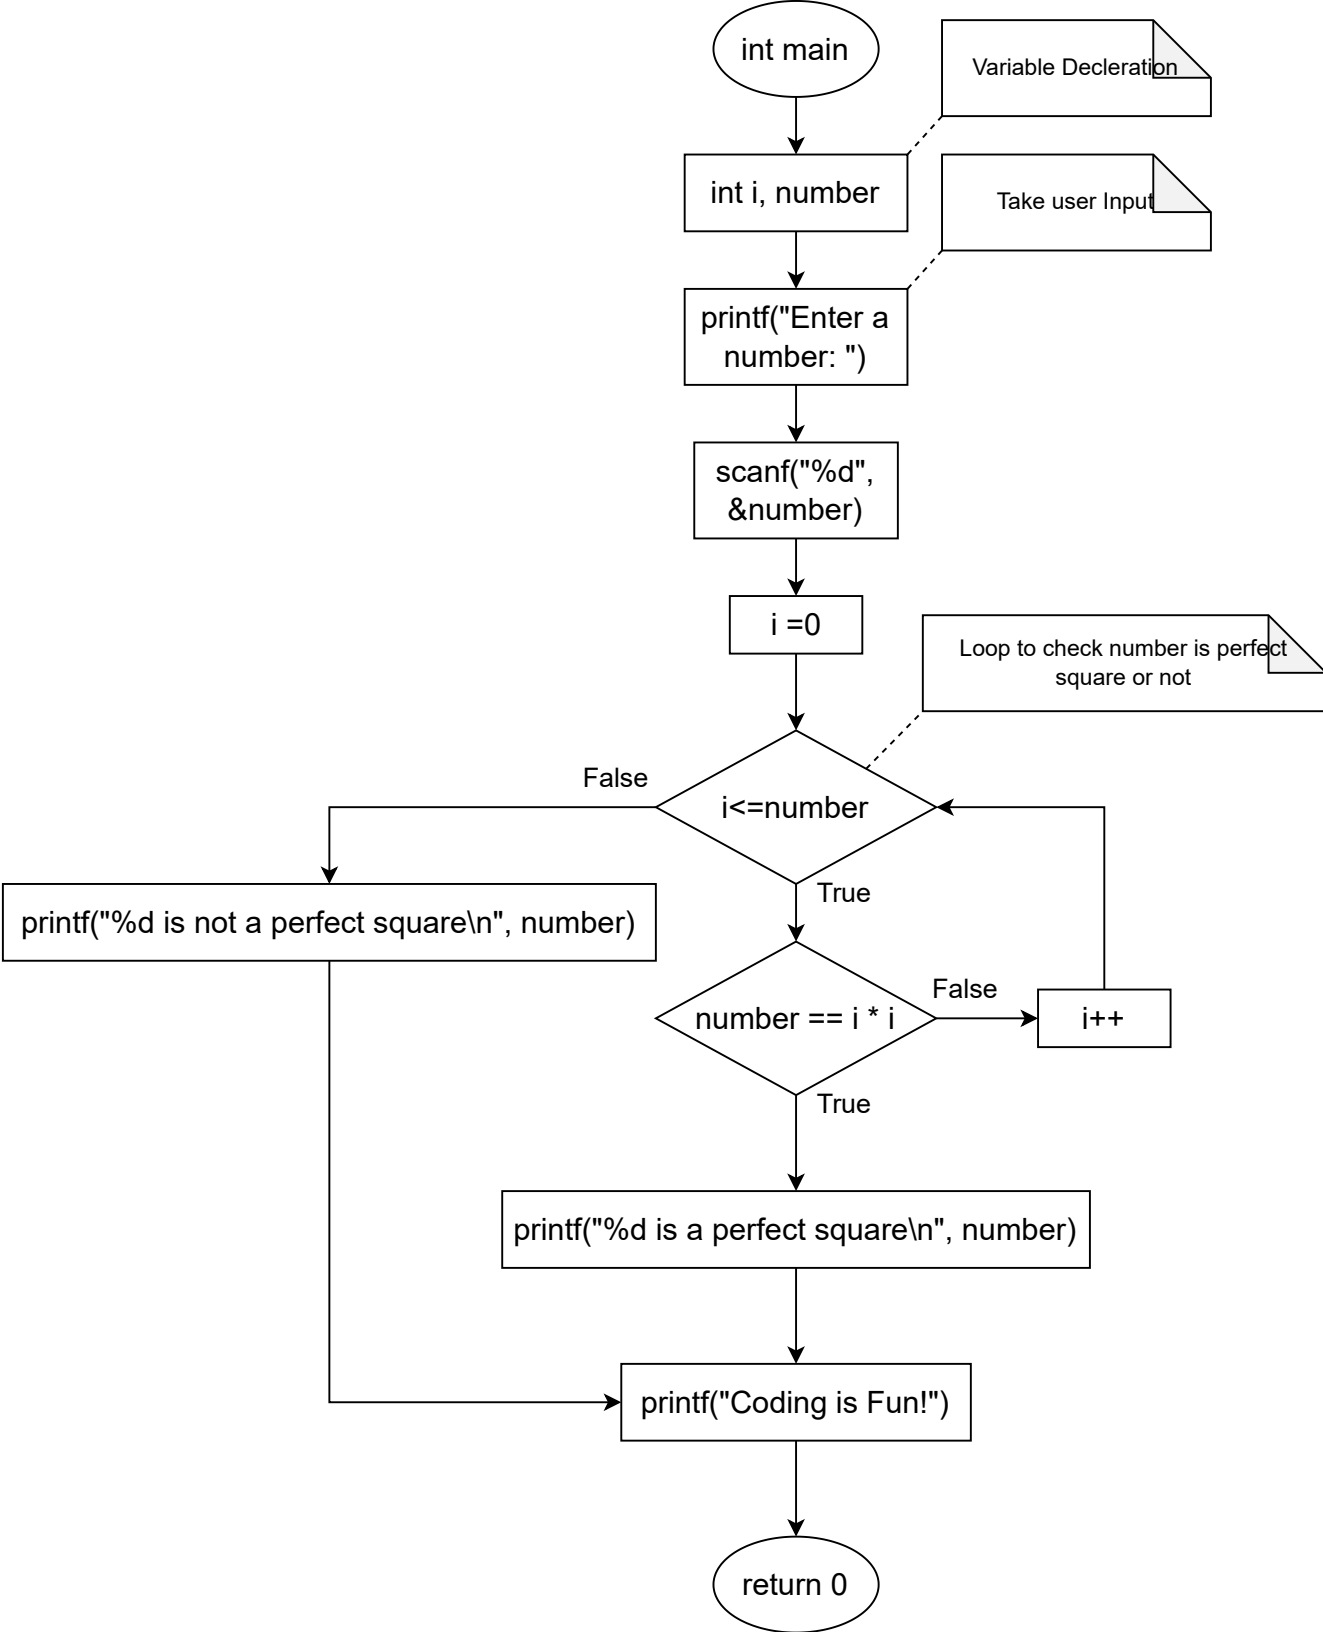 int main
Variable Decleration
int i, number
Take user Input
printf("Enter a
number: ")
scanf("%d",
&number)
i =0
Loop to check number is perfect
square or not
False
i<=number
True
printf("%d is not a perfect square\n", number)
number == i * i
False
i++
True
printf("%d is a perfect square\n", number)
printf("Coding is Fun!")
return 0